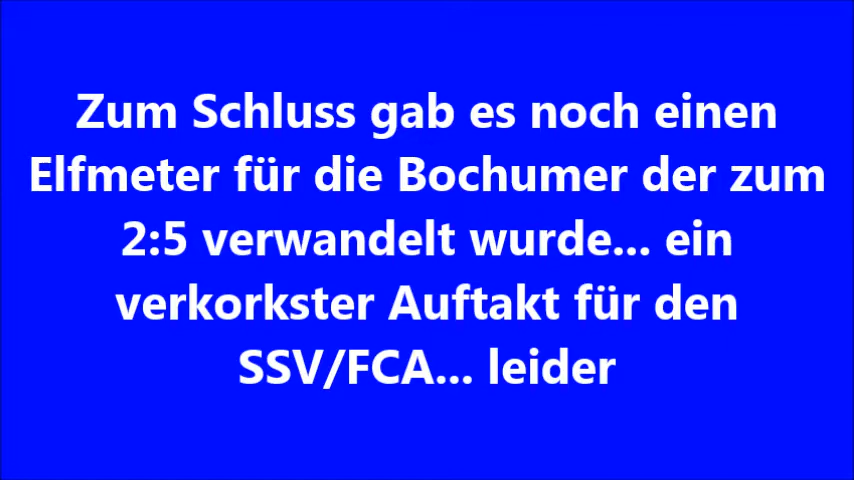 Zum Schluss gab es noch einen
Elfmeter für die Bochumer der zum
2:5 verwandelt wurde... ein
verkorkster Auftakt für den
SSV/FCA... leider